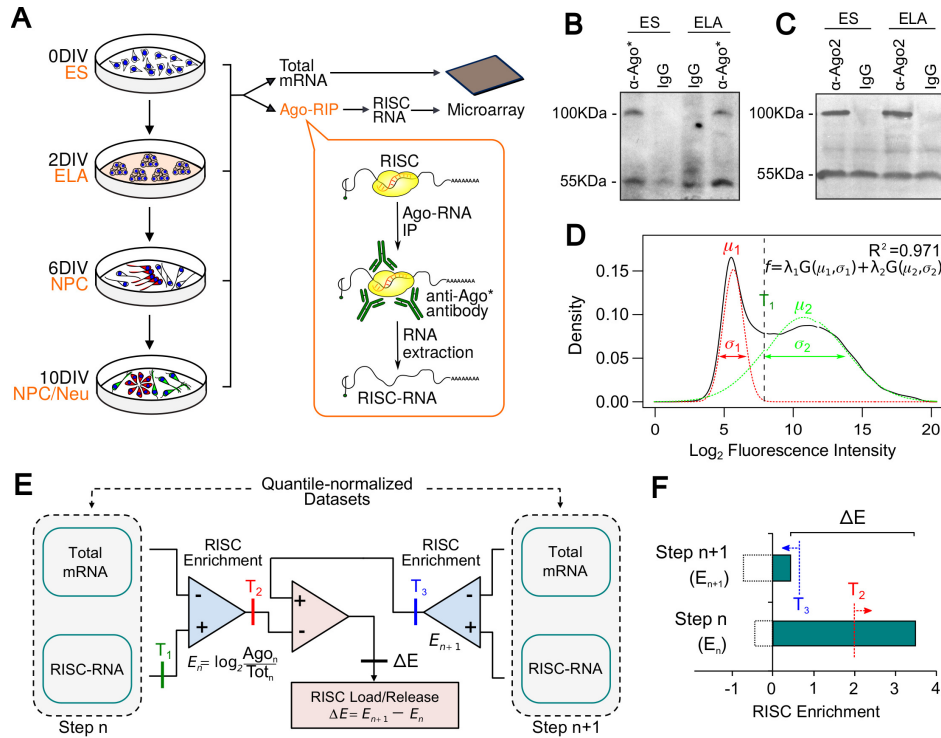 A
0DIV
ES
2DIV
ELA
6DIV
NPC
10DIV
NPC/Neu
Total
mRNA
Ago-RIP
RISC
RNA
Microarray
RISC
AAAAAAAA
Ago-RNA
IP
AAAAAAAA
anti-Ago*
antibody
RNA
extraction
AAAAAAAA
RISC-RNA
B
ES
ELA
α-Ago*
IgG
IgG
α-Ago*
100KDa -
55KDa -
C
ES
ELA
α-Ago2
IgG
α-Ago2
IgG
100KDa -
55KDa -
D
R²=0.971
f=λ₁G(μ₁,σ₁)+λ₂G(μ₂,σ₂)
μ₁
T₁
μ₂
σ₁
σ₂
Density
0.15
0.10
0.05
0.00
0 5 10 15 20
Log₂ Fluorescence Intensity
E
Quantile-normalized
Datasets
Total
mRNA
RISC-RNA
Step n
T₁
RISC
Enrichment
-
+
T₂
Eₙ= log₂ Agoₙ/Totₙ
+
-
ΔE
RISC Load/Release
ΔE= Eₙ₊₁ − Eₙ
T₃
RISC
Enrichment
-
+
Eₙ₊₁
Total
mRNA
RISC-RNA
Step n+1
F
ΔE
Step n+1
(Eₙ₊₁)
T₃
T₂
Step n
(Eₙ)
-1 0 1 2 3 4
RISC Enrichment